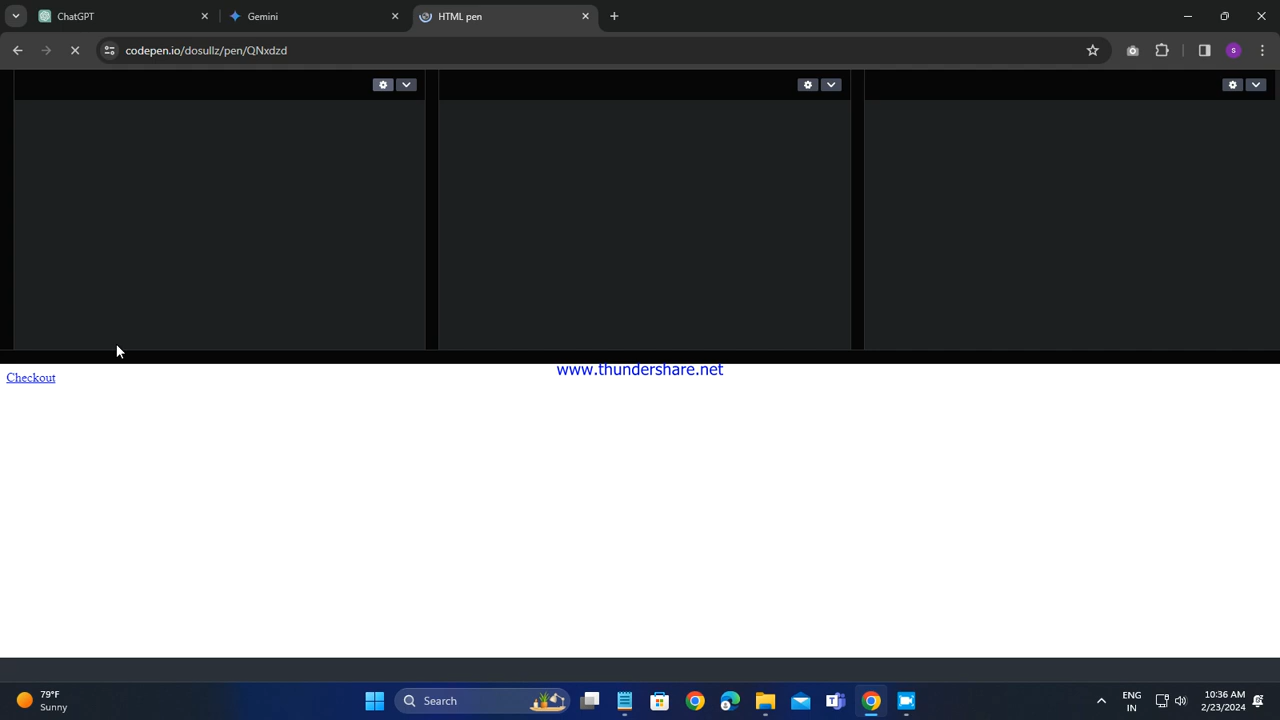 ChatGPT
Gemini
HTML pen
codepen.io/dosullz/pen/QNxdzd
S
www.thundershare.net
Checkout
79°F
Sunny
Search
ENG
IN
10:36 AM
2/23/2024